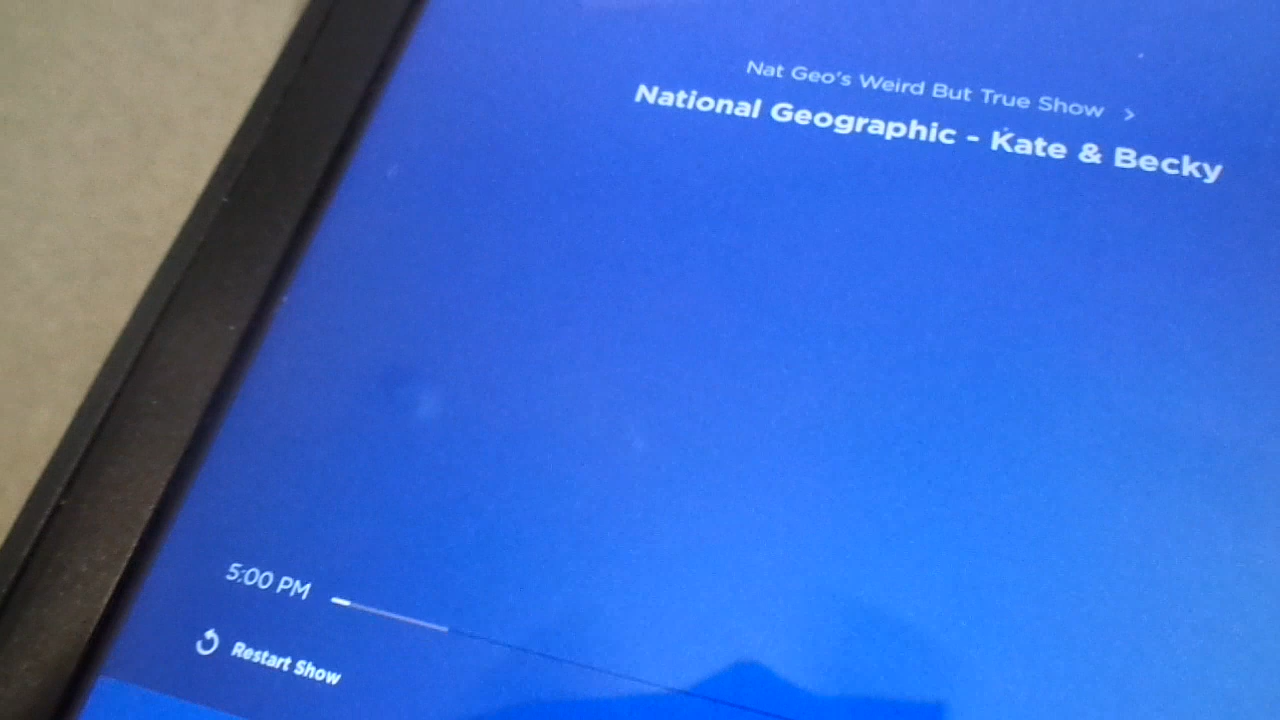 Nat Geo's Weird But True Show >
National Geographic - Kate & Becky
5:00 PM
Restart Show